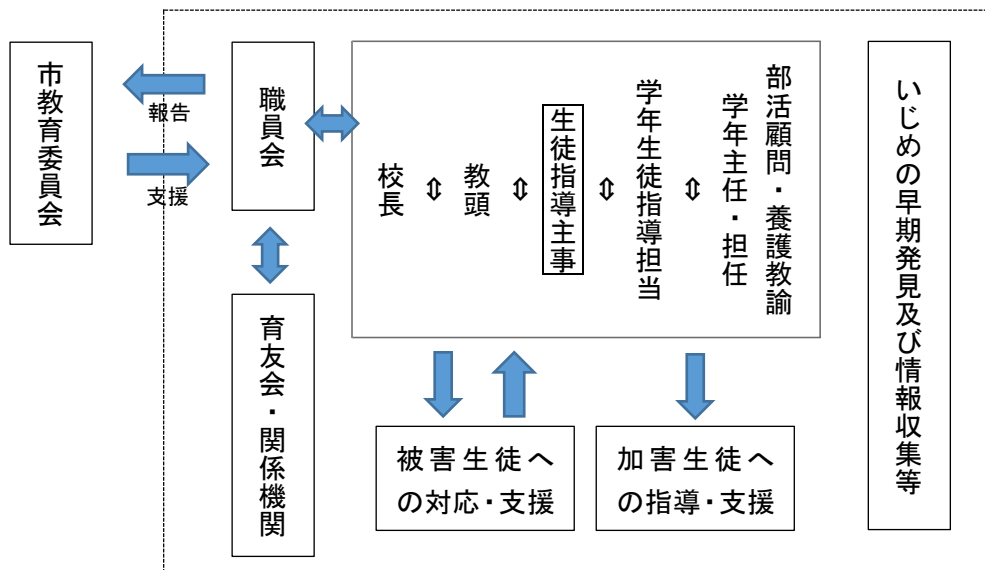 市教育委員会
報告
支援
職員会
育友会・関係機関
校長
⇕
教頭
⇕
生徒指導主事
⇕
学年生徒指導担当
⇕
学年主任・担任
部活顧問・養護教諭
被害生徒へ
の対応・支援
加害生徒へ
の指導・支援
いじめの早期発見及び情報収集等